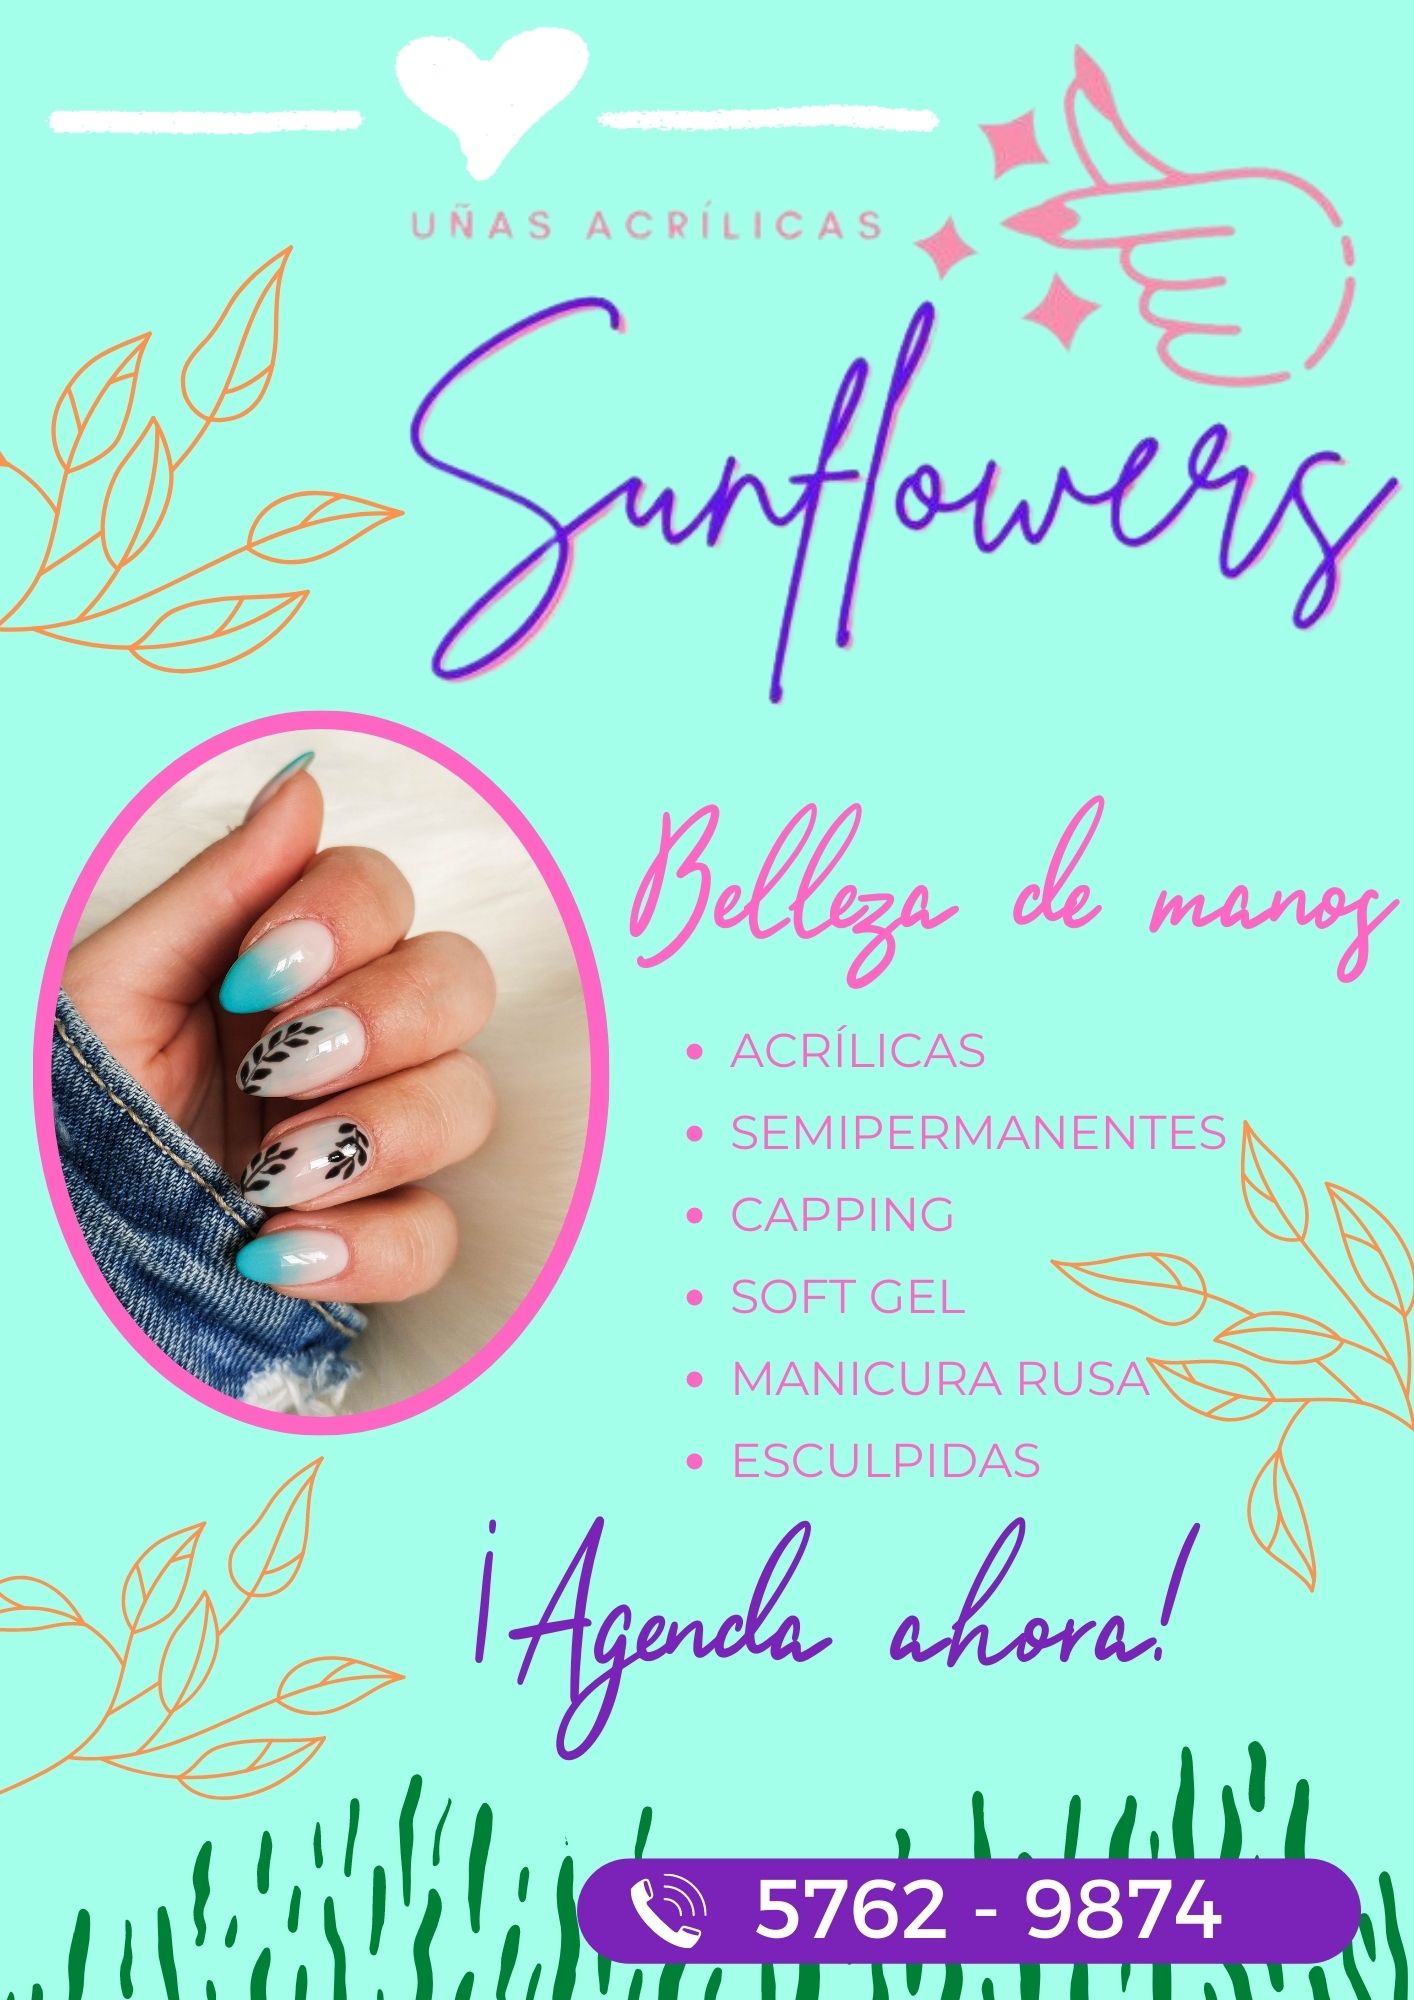 UÑAS ACRÍLICAS
Sunflowers
Belleza de manos
ACRÍLICAS
SEMIPERMANENTES
CAPPING
SOFT GEL
MANICURA RUSA
ESCULPIDAS
¡Agenda ahora!
5762 - 9874